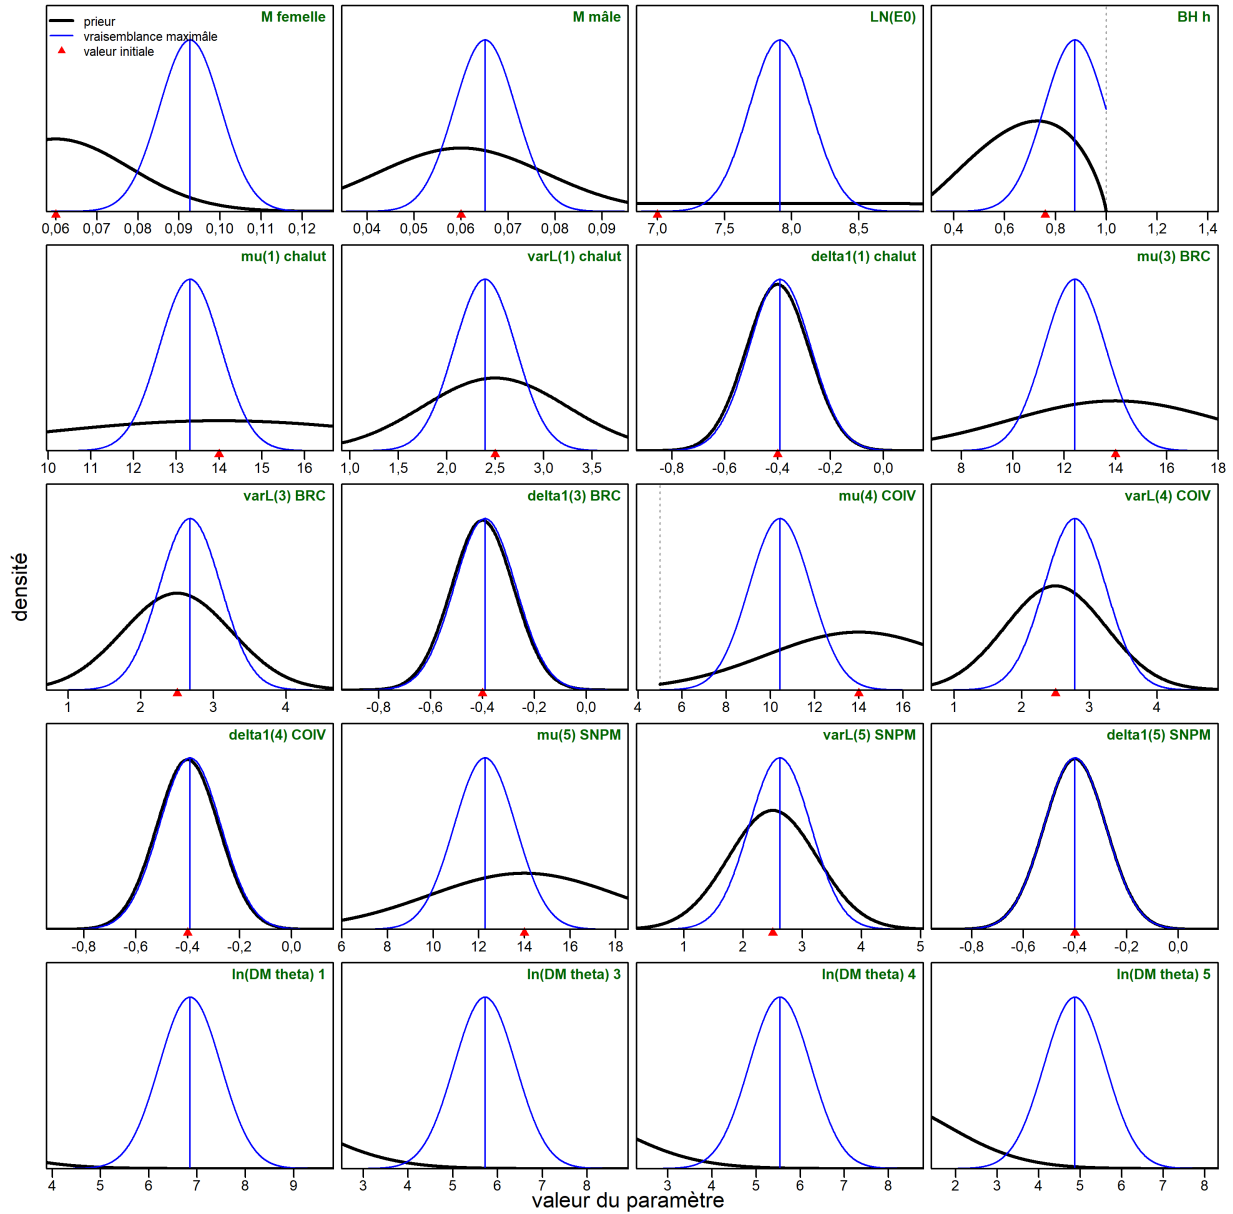 M femelle
prieur
vraisemblance maximâle
valeur initiale
0,06 0,07 0,08 0,09 0,10 0,11 0,12
M mâle
0,04 0,05 0,06 0,07 0,08 0,09
LN(E0)
7,0 7,5 8,0 8,5
BH h
0,4 0,6 0,8 1,0 1,2 1,4
mu(1) chalut
10 11 12 13 14 15 16
varL(1) chalut
1,0 1,5 2,0 2,5 3,0 3,5
delta1(1) chalut
-0,8 -0,6 -0,4 -0,2 0,0
mu(3) BRC
8 10 12 14 16 18
varL(3) BRC
1 2 3 4
delta1(3) BRC
-0,8 -0,6 -0,4 -0,2 0,0
mu(4) COIV
4 6 8 10 12 14 16
varL(4) COIV
1 2 3 4
delta1(4) COIV
-0,8 -0,6 -0,4 -0,2 0,0
mu(5) SNPM
6 8 10 12 14 16 18
varL(5) SNPM
1 2 3 4 5
delta1(5) SNPM
-0,8 -0,6 -0,4 -0,2 0,0
ln(DM theta) 1
4 5 6 7 8 9
ln(DM theta) 3
3 4 5 6 7 8
ln(DM theta) 4
3 4 5 6 7 8
ln(DM theta) 5
2 3 4 5 6 7 8
densité
valeur du paramètre